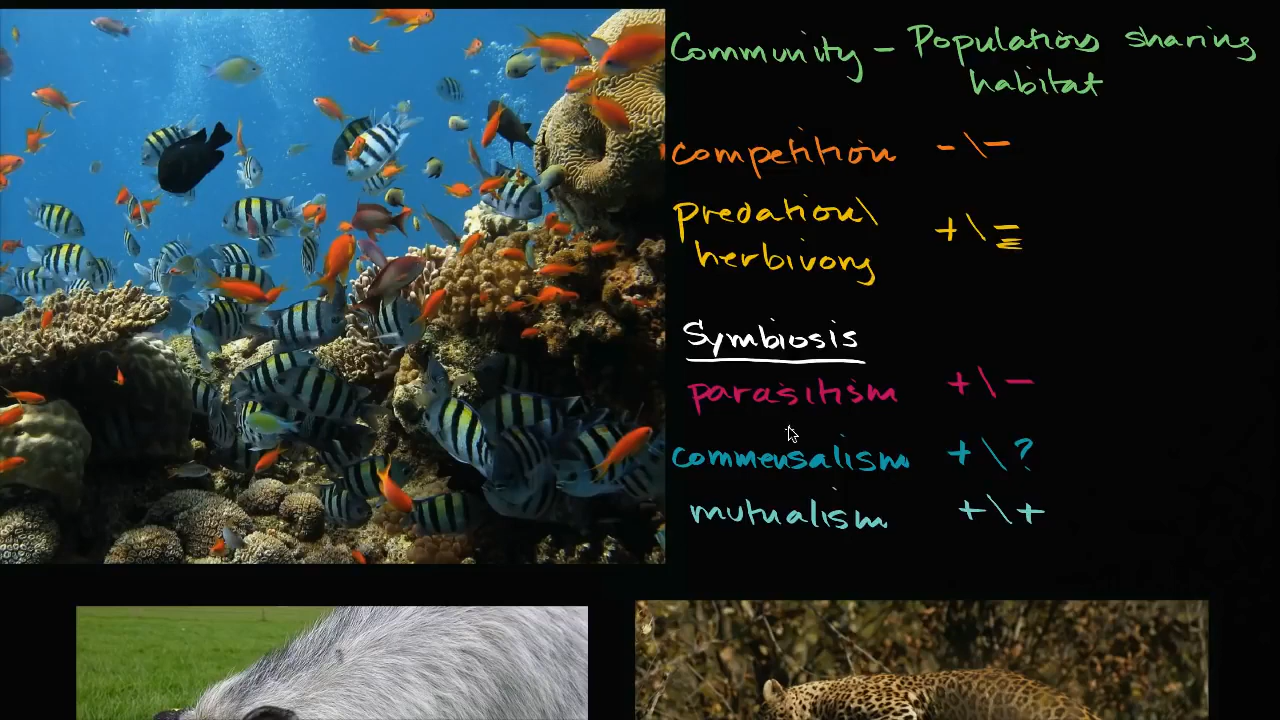 Community - Populations sharing
habitat
competition - \ -
predation \
herbivory + \ -
Symbiosis
parasitism + \ -
commensalism + \ ?
mutualism + \ +